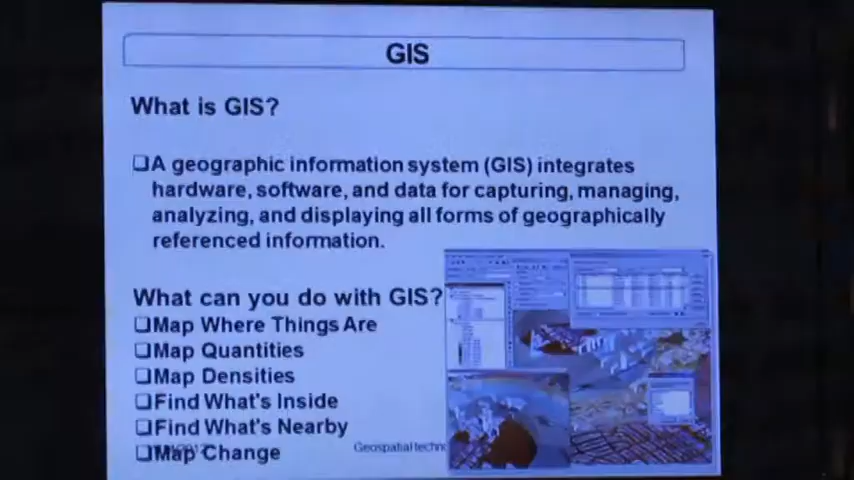 GIS
What is GIS?
❑A geographic information system (GIS) integrates
hardware, software, and data for capturing, managing,
analyzing, and displaying all forms of geographically
referenced information.
What can you do with GIS?
❑Map Where Things Are
❑Map Quantities
❑Map Densities
❑Find What's Inside
❑Find What's Nearby
❑Map Change
Geospatial